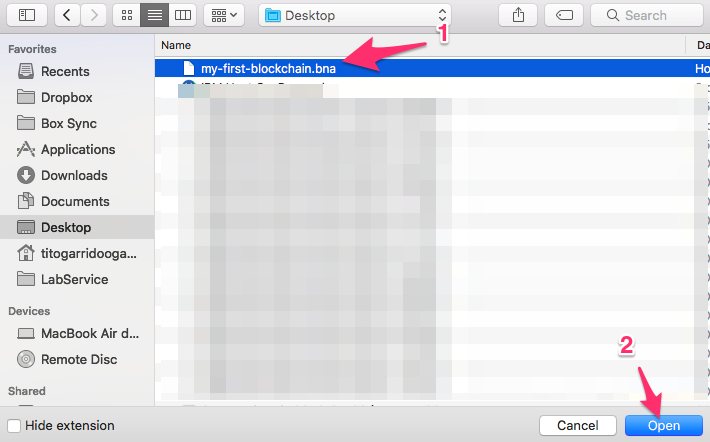 Desktop
Search
1
Name
Da
my-first-blockchain.bna
Ho
Favorites
Recents
Dropbox
Box Sync
Applications
Downloads
Documents
Desktop
titogarridooga...
LabService
Devices
MacBook Air d...
Remote Disc
Shared
2
Hide extension
Cancel
Open